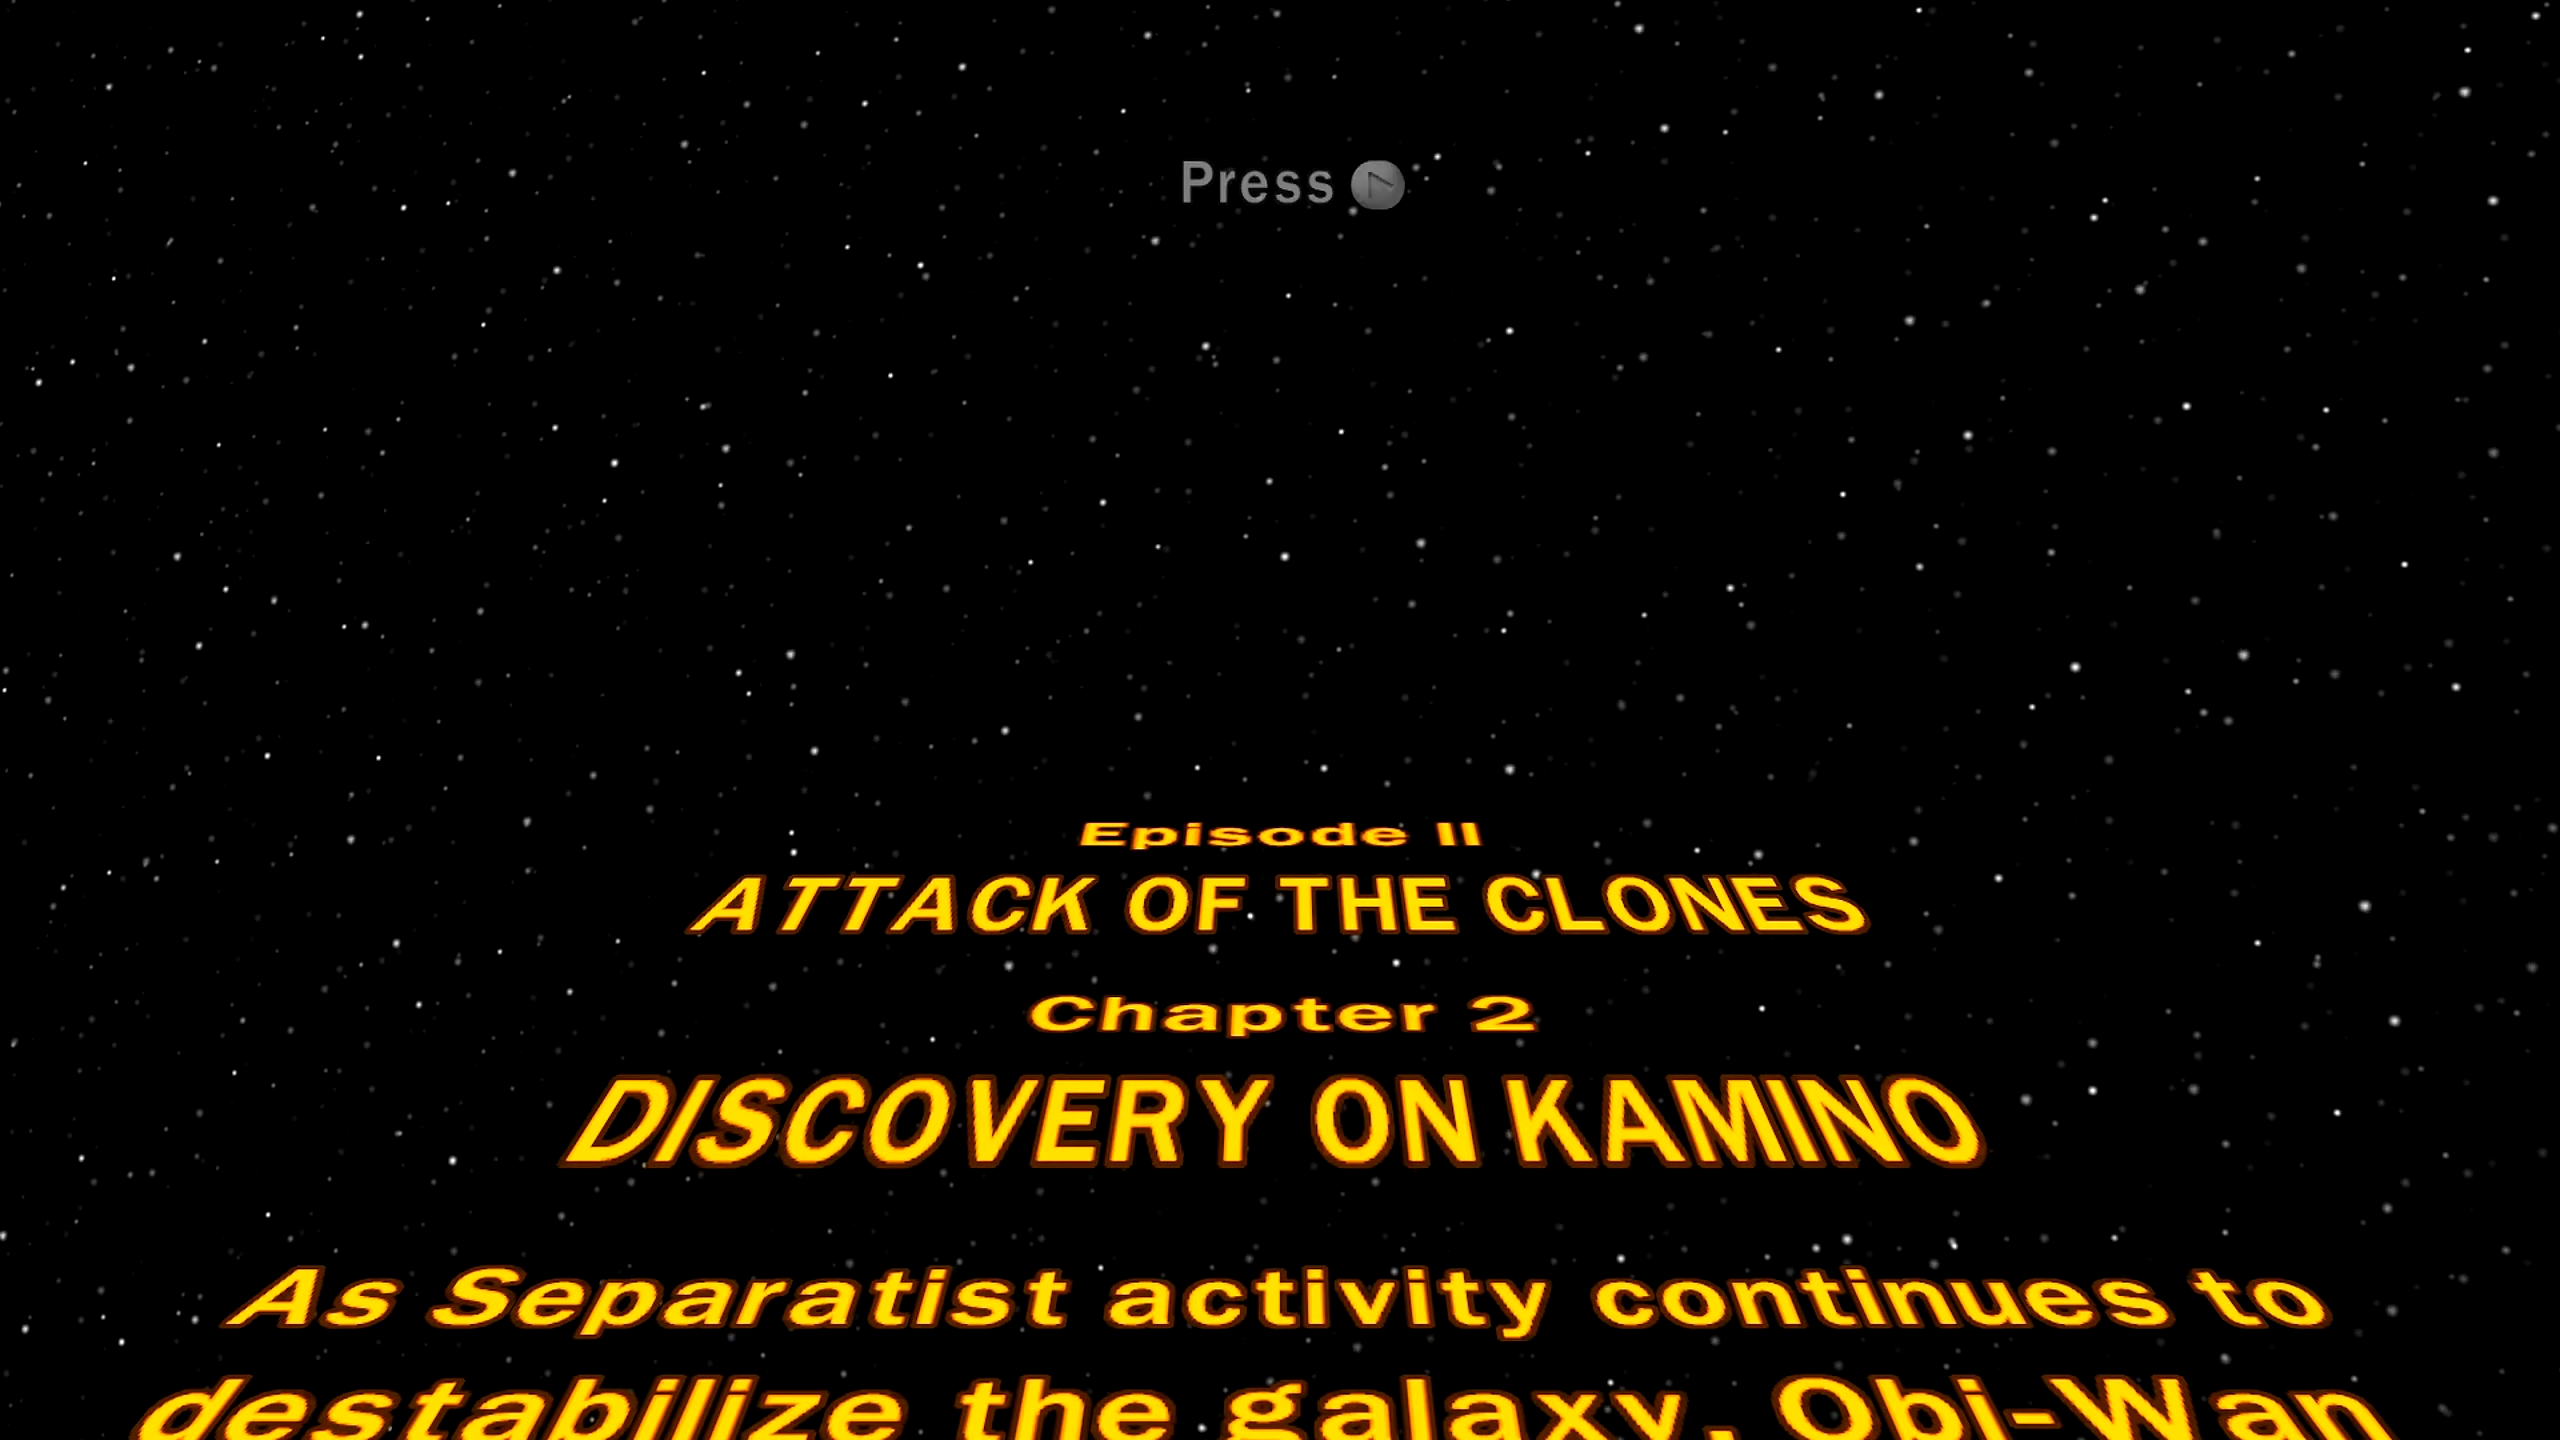 Press
Episode II
ATTACK OF THE CLONES
Chapter 2
DISCOVERY ON KAMINO
As Separatist activity continues to
destabilize the galaxy, Obi-Wan